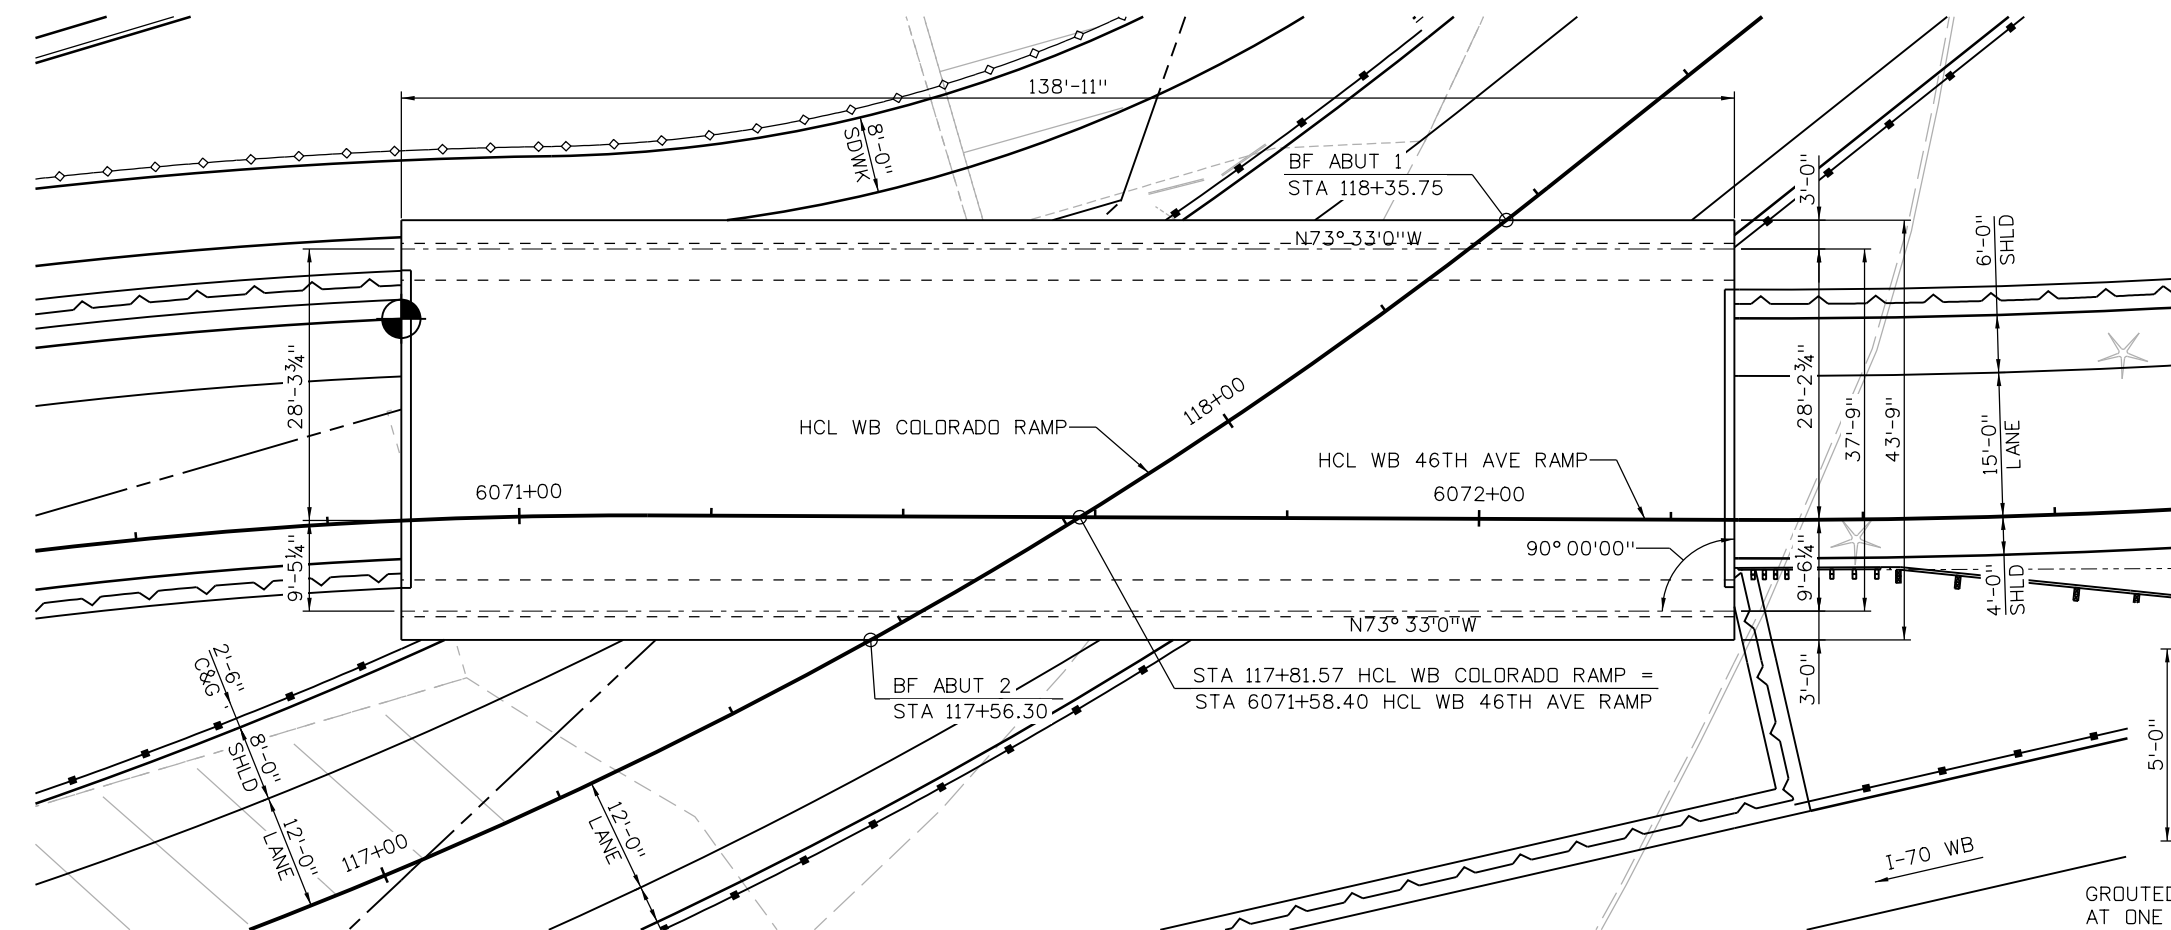 138'-11"
8'-0"
SDWK
BF ABUT 1
STA 118+35.75
3'-0"
N73°33'0"W
6'-0"
SHLD
28'-3¾"
118+00
28'-2¾"
37'-9"
43'-9"
15'-0"
LANE
HCL WB COLORADO RAMP
HCL WB 46TH AVE RAMP
6071+00
6072+00
90°00'00"
9'-5¼"
9'-6¼"
4'-0"
SHLD
N73°33'0"W
2'-6"
C&G
BF ABUT 2
STA 117+56.30
STA 117+81.57 HCL WB COLORADO RAMP =
STA 6071+58.40 HCL WB 46TH AVE RAMP
3'-0"
8'-0"
SHLD
5'-0"
12'-0"
LANE
117+00
12'-0"
LANE
I-70 WB
GROUTED
AT ONE